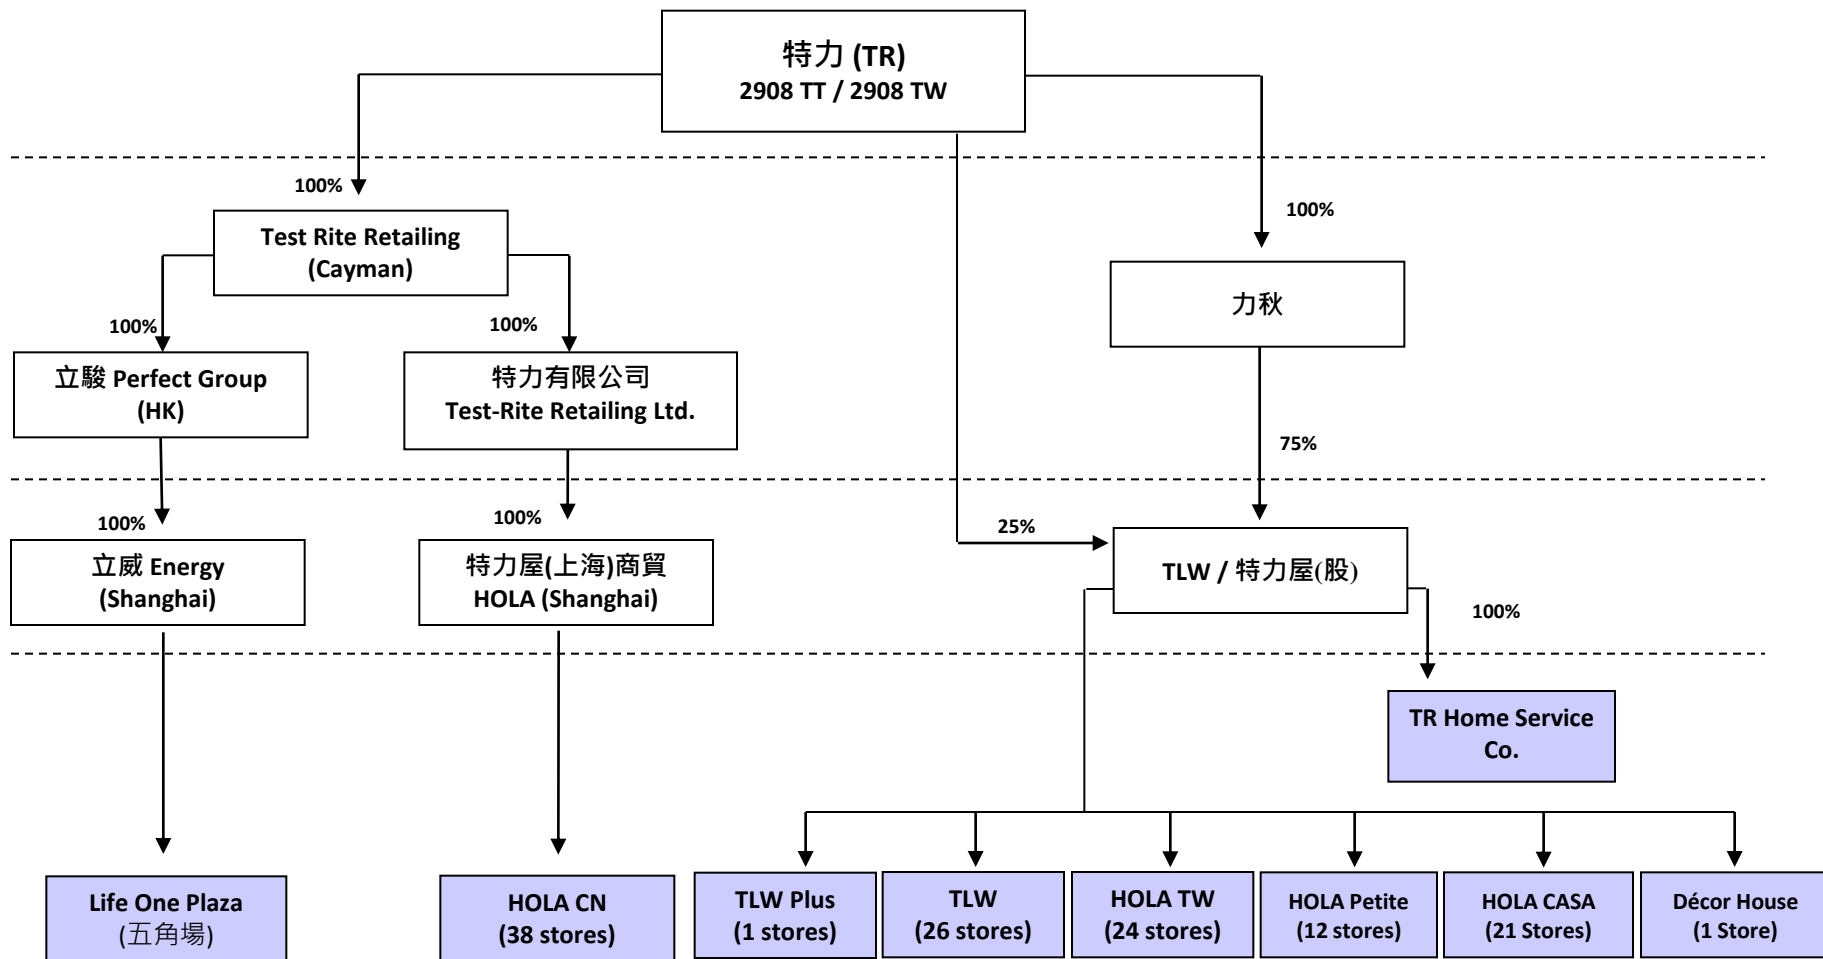 特力 (TR)
2908 TT / 2908 TW
100%
100%
Test Rite Retailing
(Cayman)
力秋
100%
100%
立駿 Perfect Group
(HK)
特力有限公司
Test-Rite Retailing Ltd.
75%
100%
100%
25%
立威 Energy
(Shanghai)
特力屋(上海)商貿
HOLA (Shanghai)
TLW / 特力屋(股)
100%
TR Home Service
Co.
Life One Plaza
(五角場)
HOLA CN
(38 stores)
TLW Plus
(1 stores)
TLW
(26 stores)
HOLA TW
(24 stores)
HOLA Petite
(12 stores)
HOLA CASA
(21 Stores)
Décor House
(1 Store)